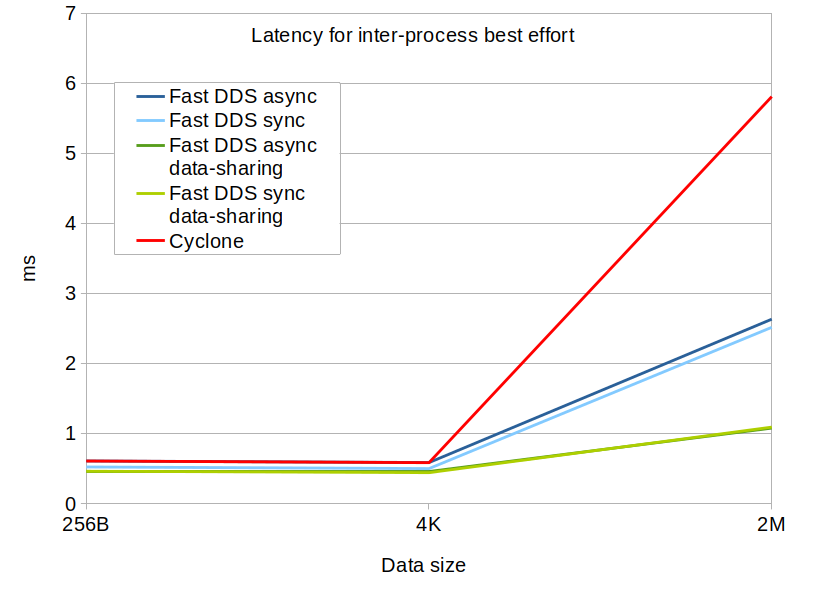 Latency for inter-process best effort
7
6
5
4
3
2
1
0
ms
Fast DDS async
Fast DDS sync
Fast DDS async
data-sharing
Fast DDS sync
data-sharing
Cyclone
256B
4K
2M
Data size